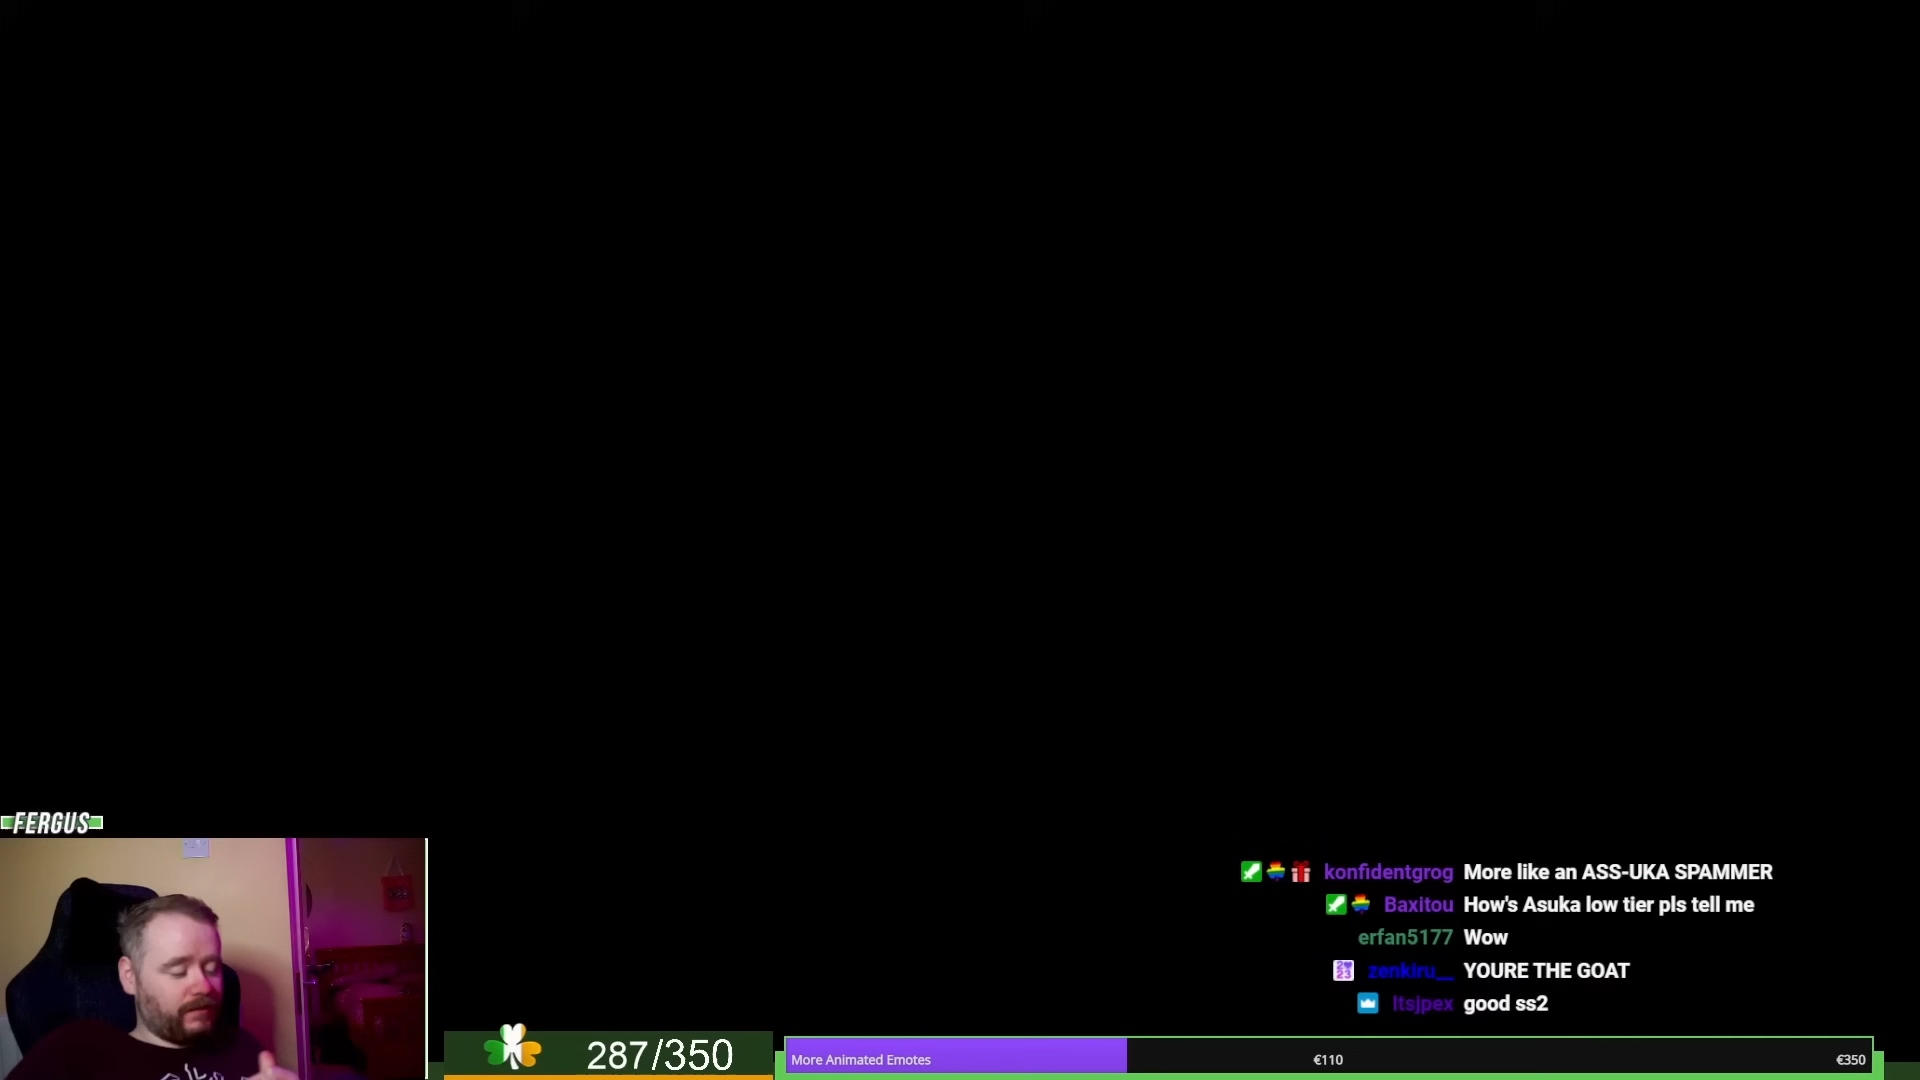 FERGUS
konfidentgrog More like an ASS-UKA SPAMMER
Baxitou How's Asuka low tier pls tell me
erfan5177 Wow
zenkiru__ YOURE THE GOAT
Itsjpex good ss2
287/350
More Animated Emotes €110 €350